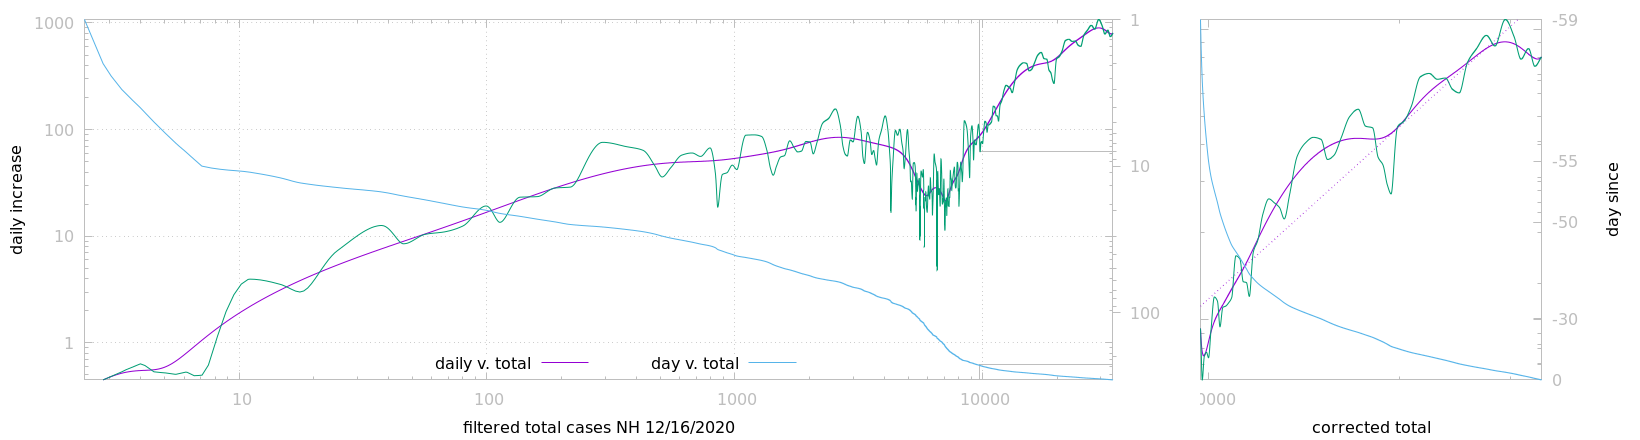 1000
100
10
1
daily increase
daily v. total
day v. total
10
100
1000
10000
filtered total cases NH 12/16/2020
1
10
100
0000
corrected total
-59
-55
-50
-30
0
day since